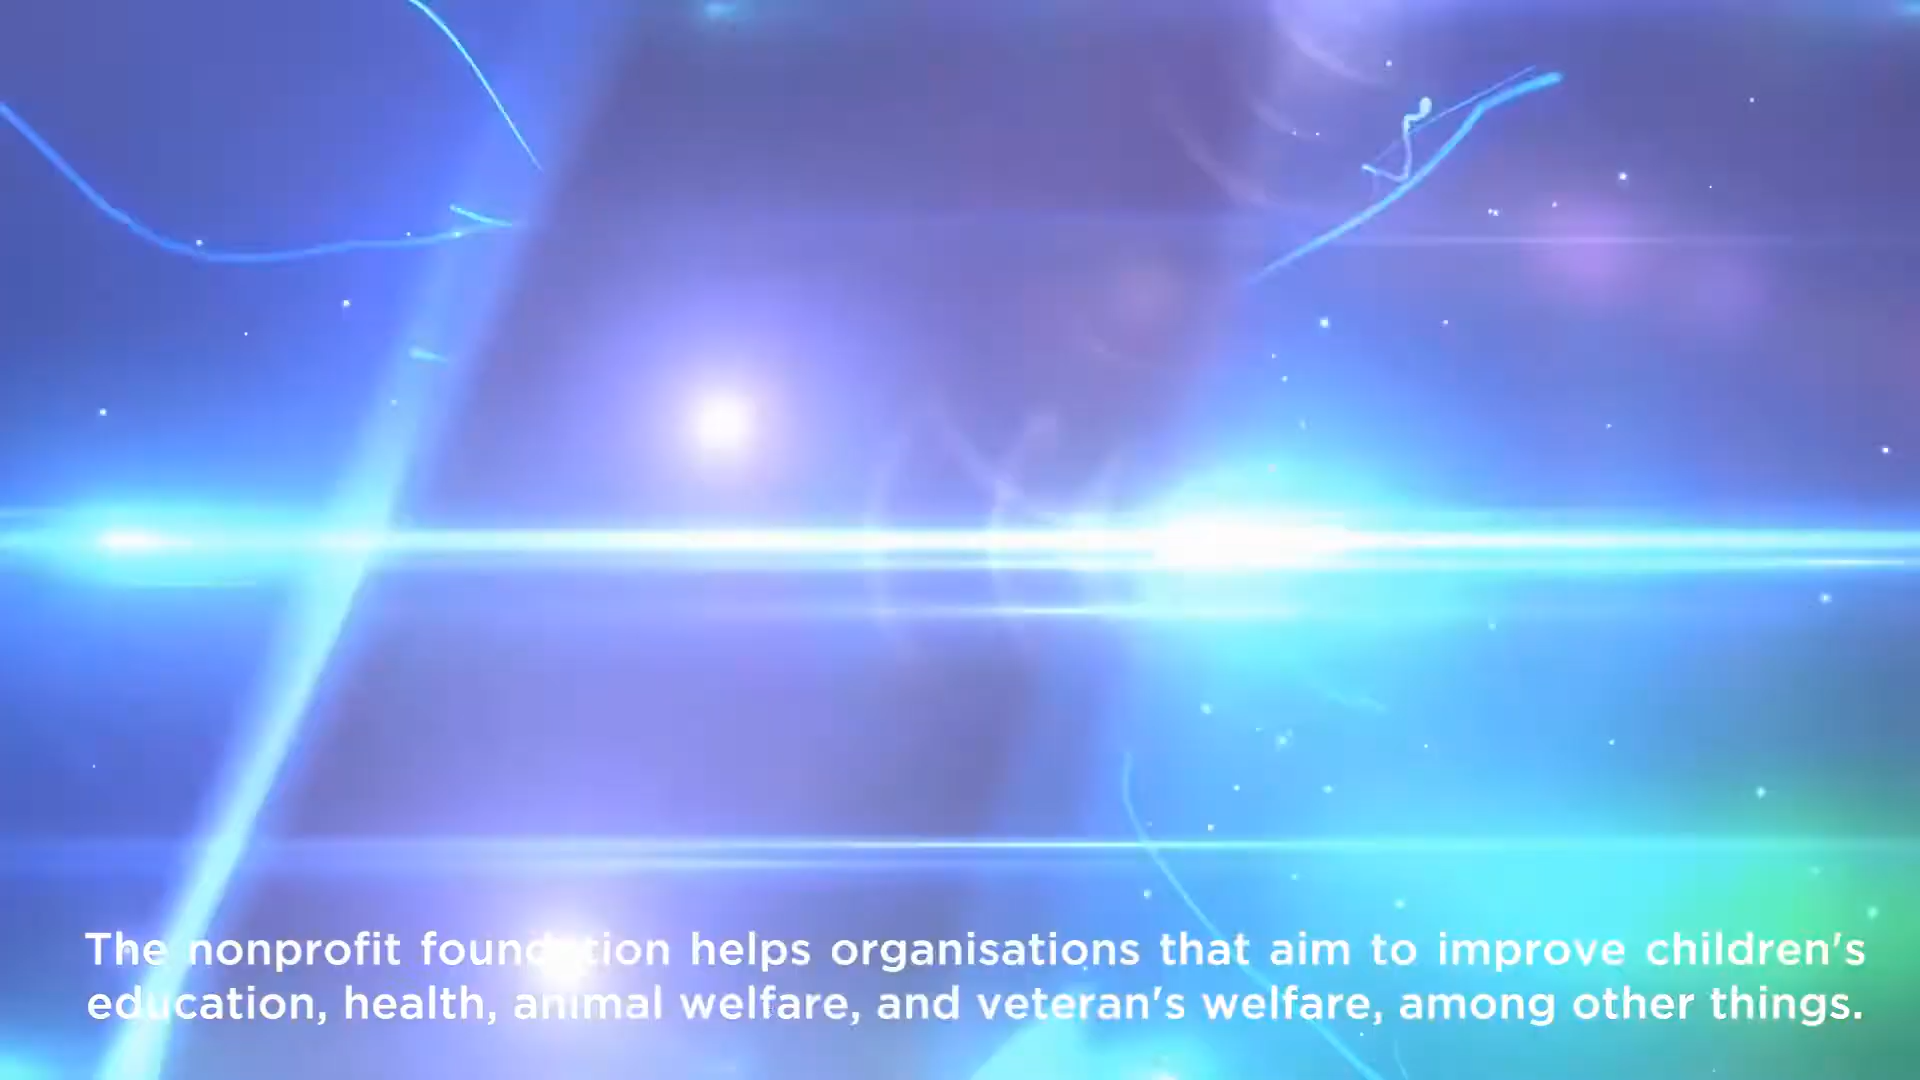 The nonprofit foundation helps organisations that aim to improve children's
education, health, animal welfare, and veteran's welfare, among other things.